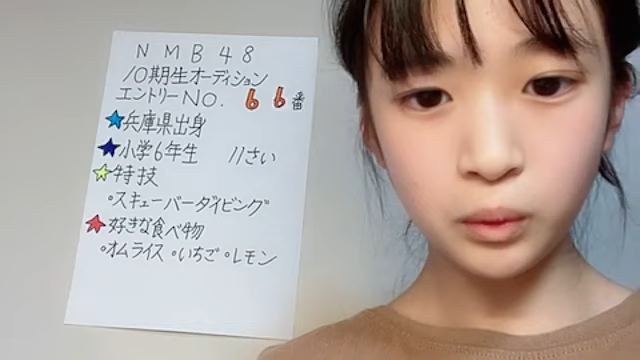 NMB48
10期生オーディション
エントリーNO. 66番
★兵庫県出身
★小学6年生 11さい
★特技
・スキューバーダイビング
★好きな食べ物
・オムライス ・いちご ・レモン